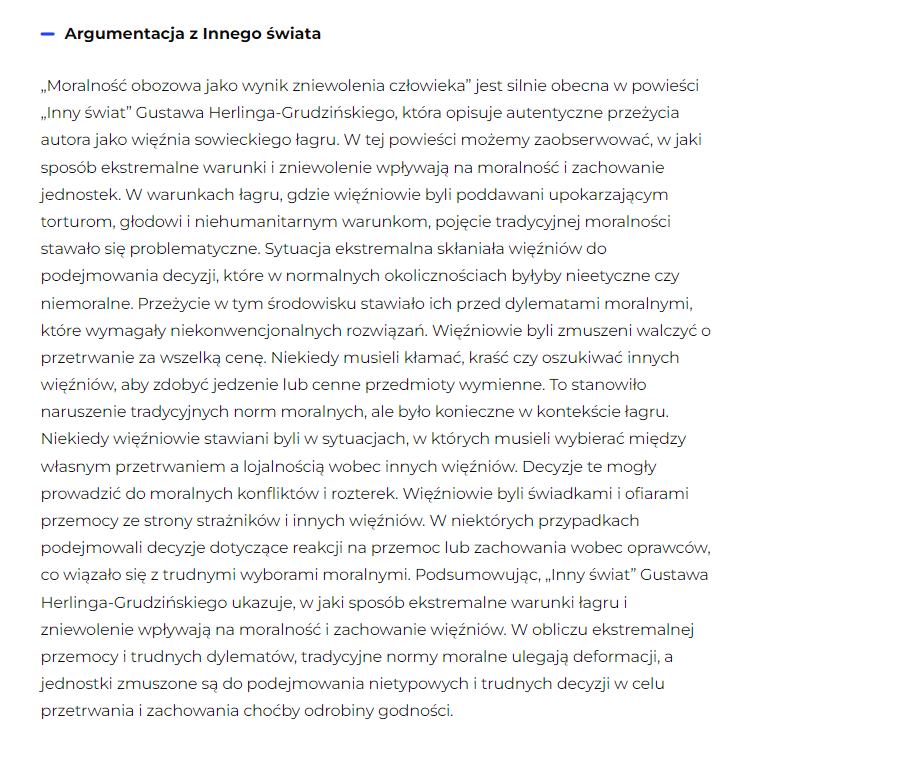 Argumentacja z Innego świata
„Moralność obozowa jako wynik zniewolenia człowieka” jest silnie obecna w powieści
„Inny świat” Gustawa Herlinga-Grudzińskiego, która opisuje autentyczne przeżycia
autora jako więźnia sowieckiego łagru. W tej powieści możemy zaobserwować, w jaki
sposób ekstremalne warunki i zniewolenie wpływają na moralność i zachowanie
jednostek. W warunkach łagru, gdzie więźniowie byli poddawani upokarzającym
torturom, głodowi i niehumanitarnym warunkom, pojęcie tradycyjnej moralności
stawało się problematyczne. Sytuacja ekstremalna skłaniała więźniów do
podejmowania decyzji, które w normalnych okolicznościach byłyby nieetyczne czy
niemoralne. Przeżycie w tym środowisku stawiało ich przed dylematami moralnymi,
które wymagały niekonwencjonalnych rozwiązań. Więźniowie byli zmuszeni walczyć o
przetrwanie za wszelką cenę. Niekiedy musieli kłamać, kraść czy oszukiwać innych
więźniów, aby zdobyć jedzenie lub cenne przedmioty wymienne. To stanowiło
naruszenie tradycyjnych norm moralnych, ale było konieczne w kontekście łagru.
Niekiedy więźniowie stawiani byli w sytuacjach, w których musieli wybierać między
własnym przetrwaniem a lojalnością wobec innych więźniów. Decyzje te mogły
prowadzić do moralnych konfliktów i rozterek. Więźniowie byli świadkami i ofiarami
przemocy ze strony strażników i innych więźniów. W niektórych przypadkach
podejmowali decyzje dotyczące reakcji na przemoc lub zachowania wobec oprawców,
co wiązało się z trudnymi wyborami moralnymi. Podsumowując, „Inny świat” Gustawa
Herlinga-Grudzińskiego ukazuje, w jaki sposób ekstremalne warunki łagru i
zniewolenie wpływają na moralność i zachowanie więźniów. W obliczu ekstremalnej
przemocy i trudnych dylematów, tradycyjne normy moralne ulegają deformacji, a
jednostki zmuszone są do podejmowania nietypowych i trudnych decyzji w celu
przetrwania i zachowania choćby odrobiny godności.